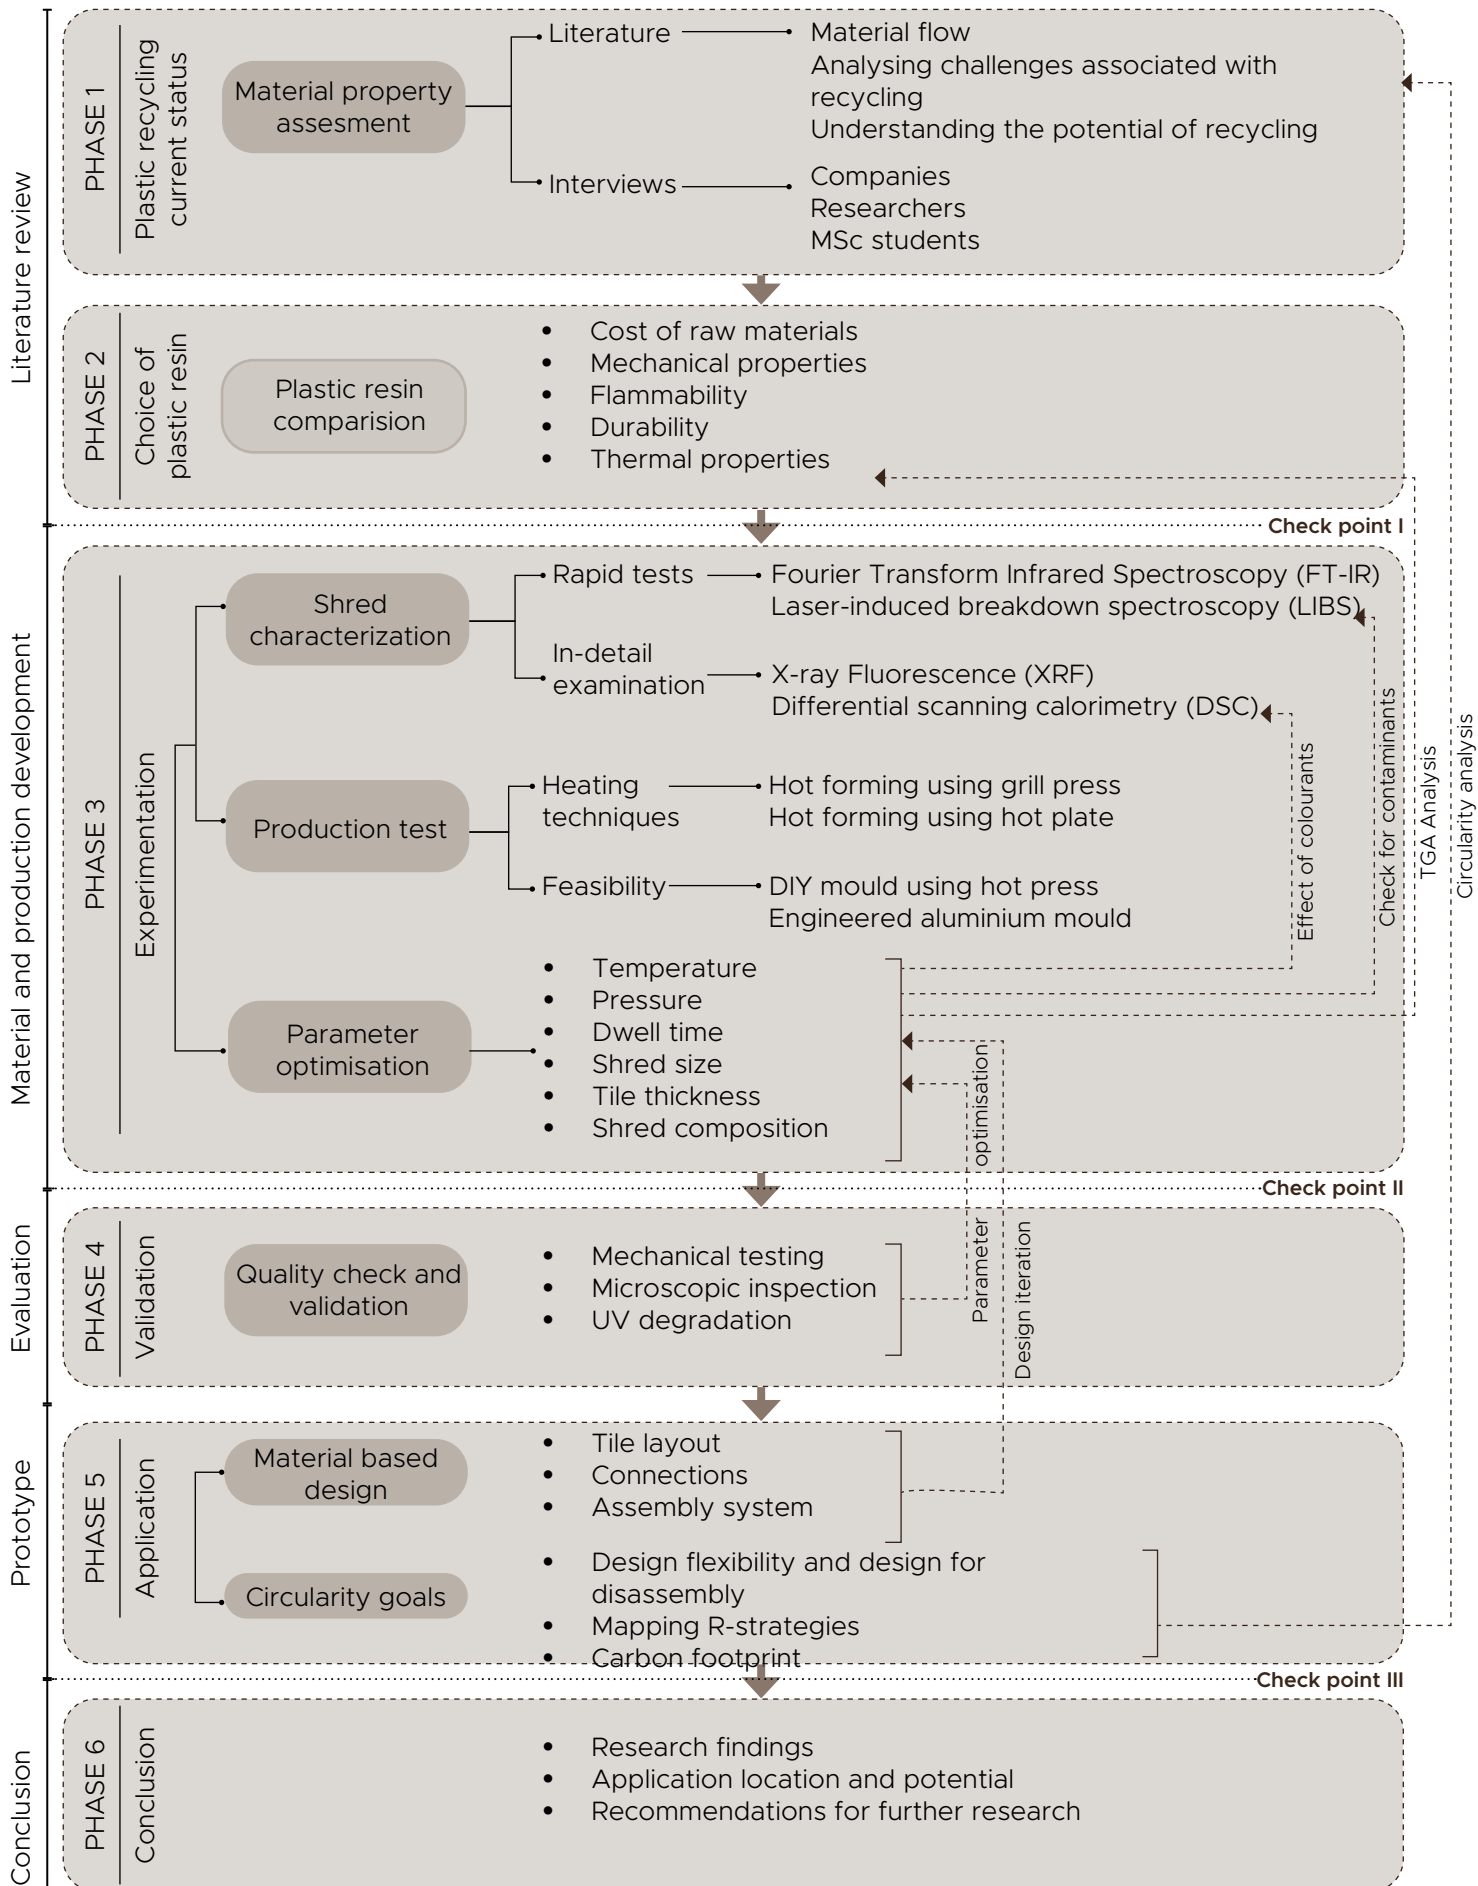 Literature review
PHASE 1
Plastic recycling
current status
Material property
assesment
Literature
Material flow
Analysing challenges associated with
recycling
Understanding the potential of recycling
Interviews
Companies
Researchers
MSc students
PHASE 2
Choice of
plastic resin
Plastic resin
comparision
• Cost of raw materials
• Mechanical properties
• Flammability
• Durability
• Thermal properties
Check point I
Material and production development
PHASE 3
Experimentation
Shred
characterization
Rapid tests
Fourier Transform Infrared Spectroscopy (FT-IR)
Laser-induced breakdown spectroscopy (LIBS)
In-detail
examination
X-ray Fluorescence (XRF)
Differential scanning calorimetry (DSC)
Production test
Heating
techniques
Hot forming using grill press
Hot forming using hot plate
Feasibility
DIY mould using hot press
Engineered aluminium mould
Parameter
optimisation
• Temperature
• Pressure
• Dwell time
• Shred size
• Tile thickness
• Shred composition
Effect of colourants
Check for contaminants
TGA Analysis
Circularity analysis
Parameter optimisation
Design iteration
Check point II
Evaluation
PHASE 4
Validation
Quality check and
validation
• Mechanical testing
• Microscopic inspection
• UV degradation
Prototype
PHASE 5
Application
Material based
design
• Tile layout
• Connections
• Assembly system
Circularity goals
• Design flexibility and design for
disassembly
• Mapping R-strategies
• Carbon footprint
Check point III
Conclusion
PHASE 6
Conclusion
• Research findings
• Application location and potential
• Recommendations for further research